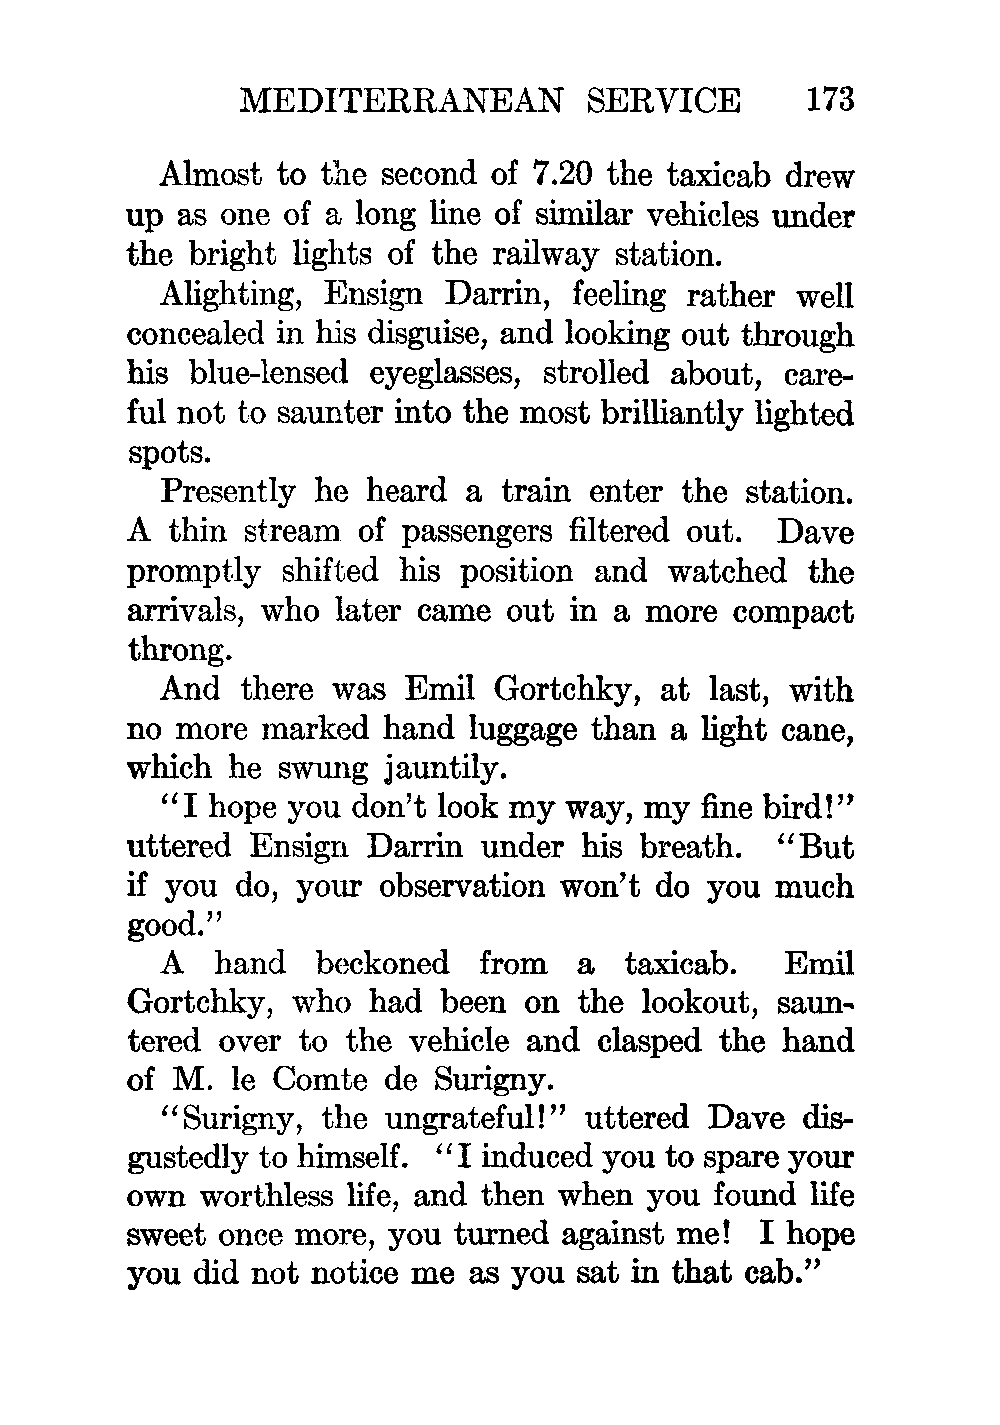 MEDITERRANEAN SERVICE 173
Almost to the second of 7.20 the taxicab drew
up as one of a long line of similar vehicles under
the bright lights of the railway station.
Alighting, Ensign Darrin, feeling rather well
concealed in his disguise, and looking out through
his blue-lensed eyeglasses, strolled about, care-
ful not to saunter into the most brilliantly lighted
spots.
Presently he heard a train enter the station.
A thin stream of passengers filtered out. Dave
promptly shifted his position and watched the
arrivals, who later came out in a more compact
throng.
And there was Emil Gortchky, at last, with
no more marked hand luggage than a light cane,
which he swung jauntily.
“I hope you don’t look my way, my fine bird!”
uttered Ensign Darrin under his breath. “But
if you do, your observation won’t do you much
good.”
A hand beckoned from a taxicab. Emil
Gortchky, who had been on the lookout, saun-
tered over to the vehicle and clasped the hand
of M. le Comte de Surigny.
“Surigny, the ungrateful!” uttered Dave dis-
gustedly to himself. “I induced you to spare your
own worthless life, and then when you found life
sweet once more, you turned against me! I hope
you did not notice me as you sat in that cab.”